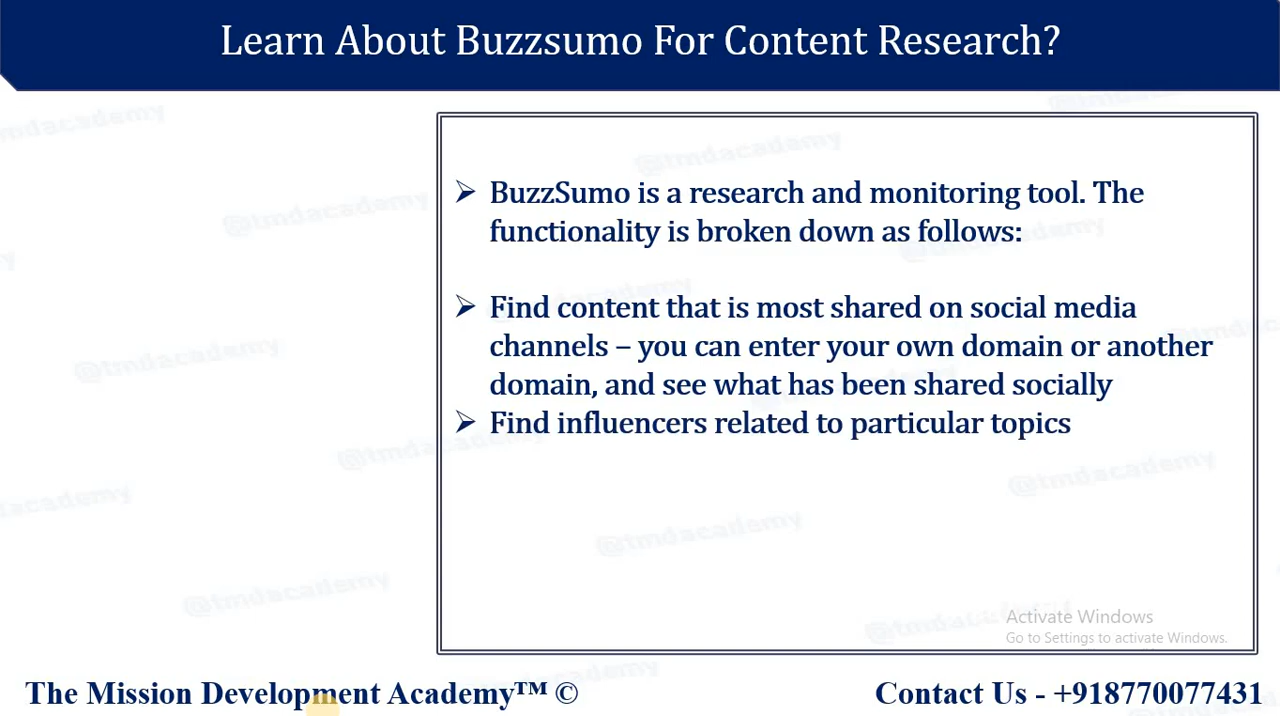 Learn About Buzzsumo For Content Research?
➢ BuzzSumo is a research and monitoring tool. The
functionality is broken down as follows:
➢ Find content that is most shared on social media
channels – you can enter your own domain or another
domain, and see what has been shared socially
➢ Find influencers related to particular topics
@tmdacademy
Activate Windows
Go to Settings to activate Windows.
The Mission Development Academy™ ©
Contact Us - +918770077431